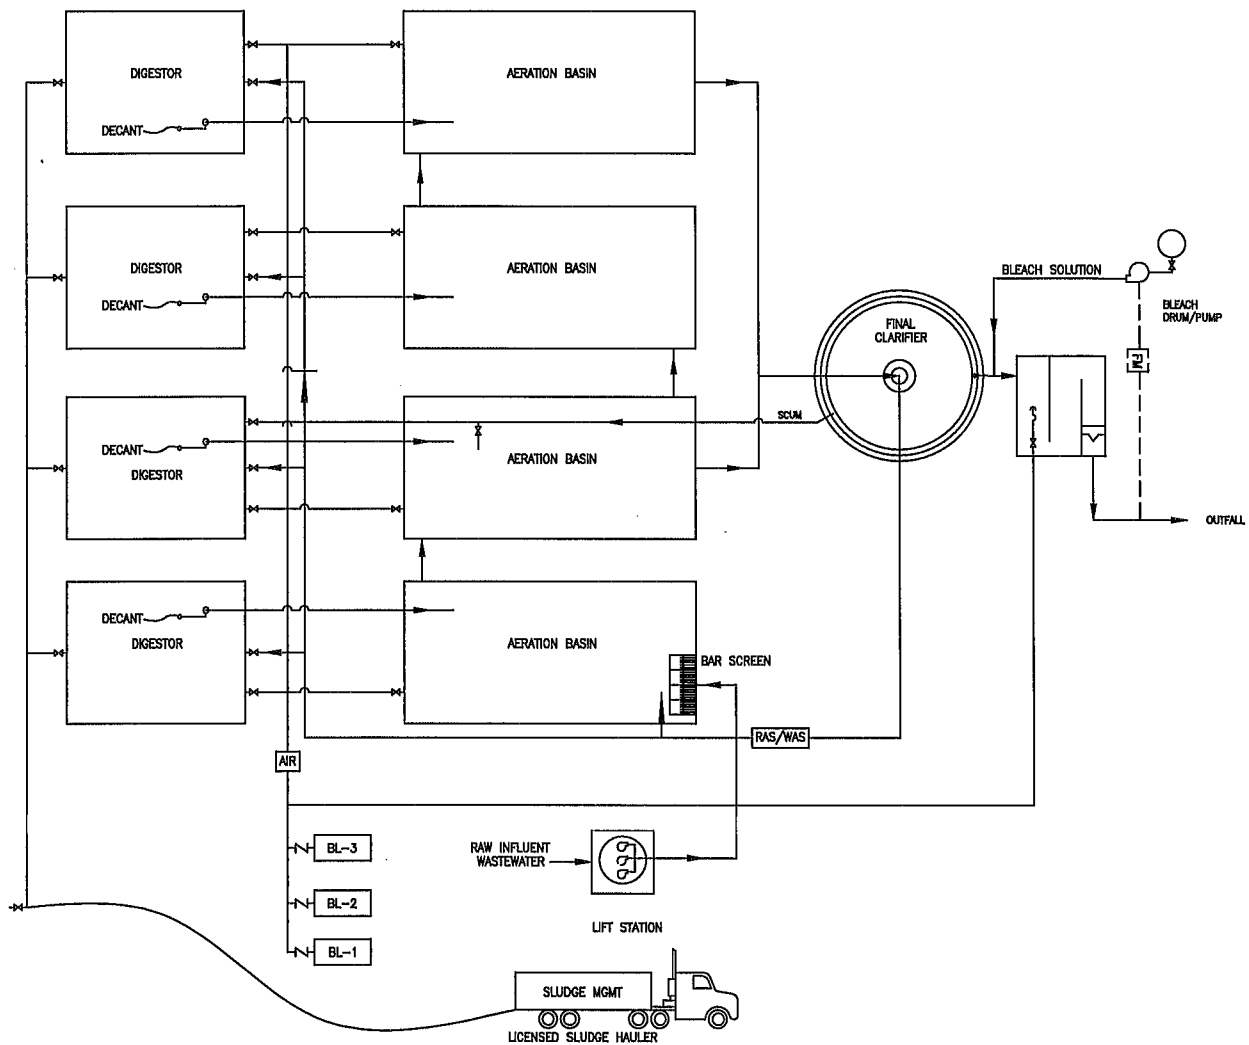 DIGESTOR
AERATION BASIN
DECANT
DIGESTOR
AERATION BASIN
DECANT
BLEACH SOLUTION
BLEACH
DRUM/PUMP
FINAL
CLARIFIER
FM
SCUM
DECANT
DIGESTOR
AERATION BASIN
OUTFALL
DECANT
DIGESTOR
AERATION BASIN
BAR SCREEN
RAS/WAS
AIR
BL-3
RAW INFLUENT
WASTEWATER
BL-2
LIFT STATION
BL-1
SLUDGE MGMT
LICENSED SLUDGE HAULER